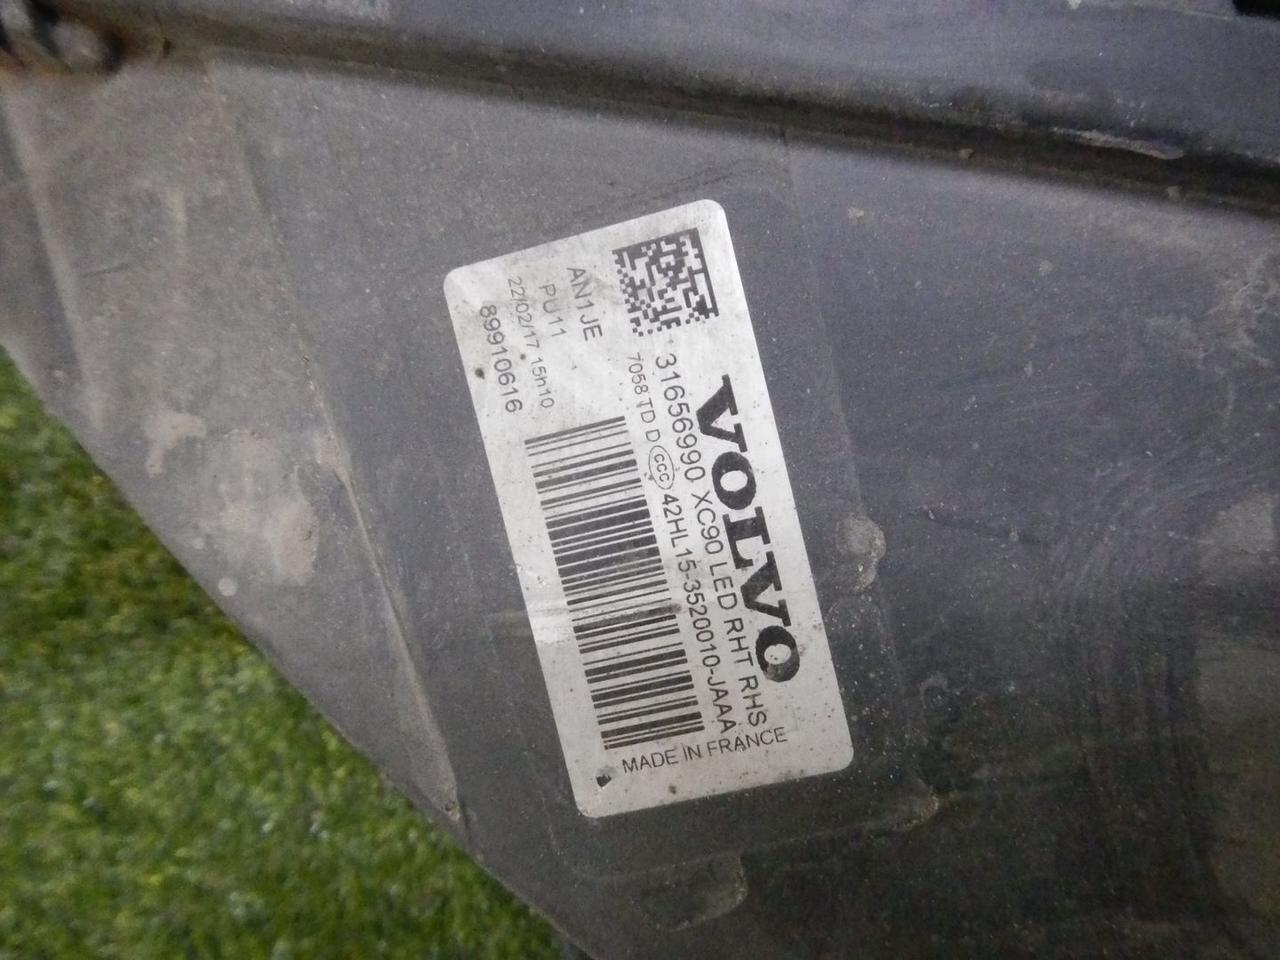 VOLVO
31656990 XC90 LED RHT RHS
7058 TD D CCC 42HL15-3520010-JAAA
AN1JE
PU11
22/02/17 15h10
89910616
MADE IN FRANCE